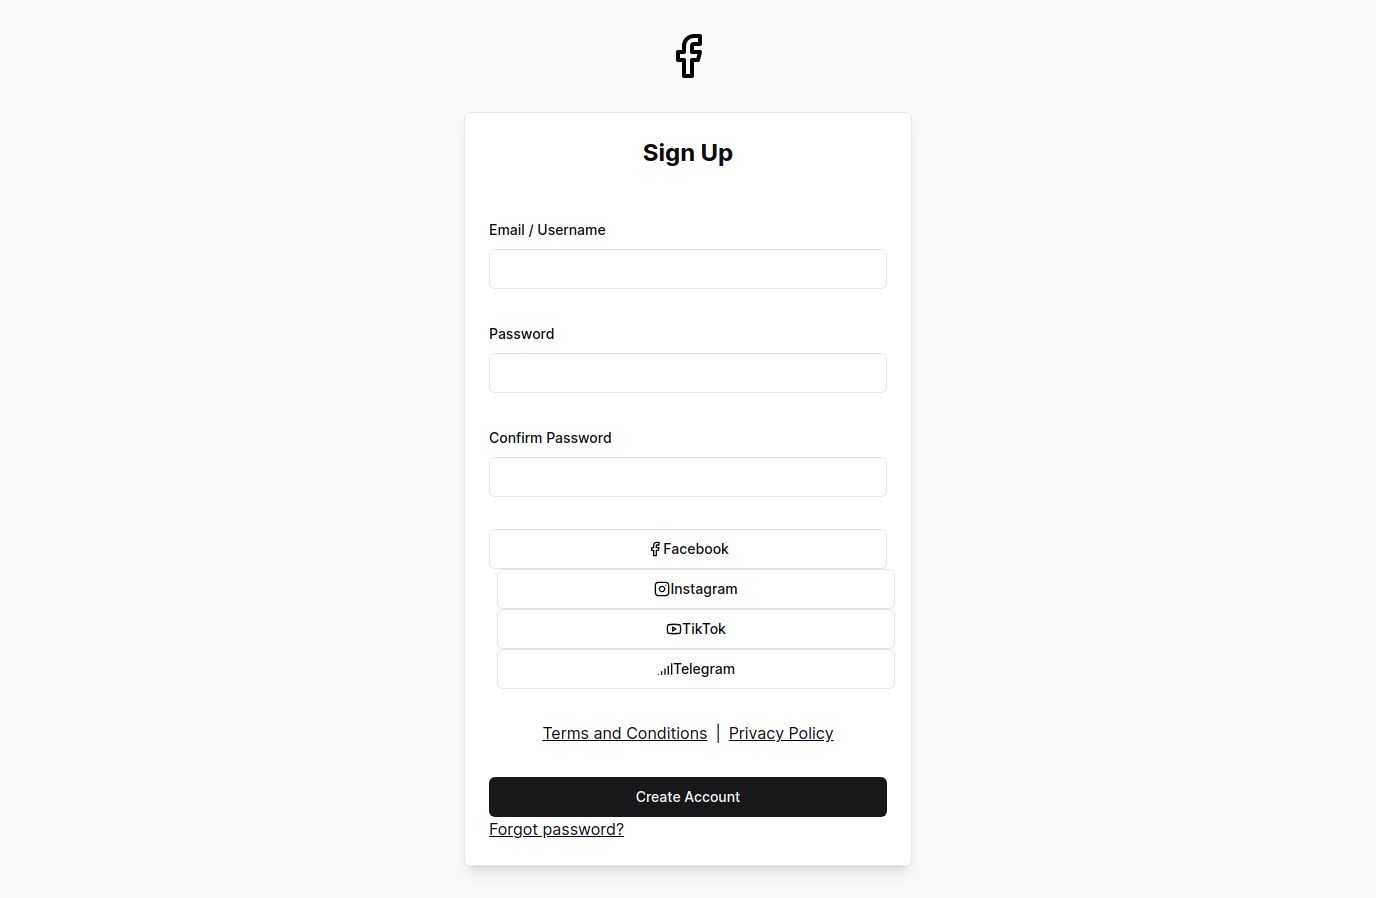 Sign Up
Email / Username
Password
Confirm Password
Facebook
Instagram
TikTok
Telegram
Terms and Conditions | Privacy Policy
Create Account
Forgot password?